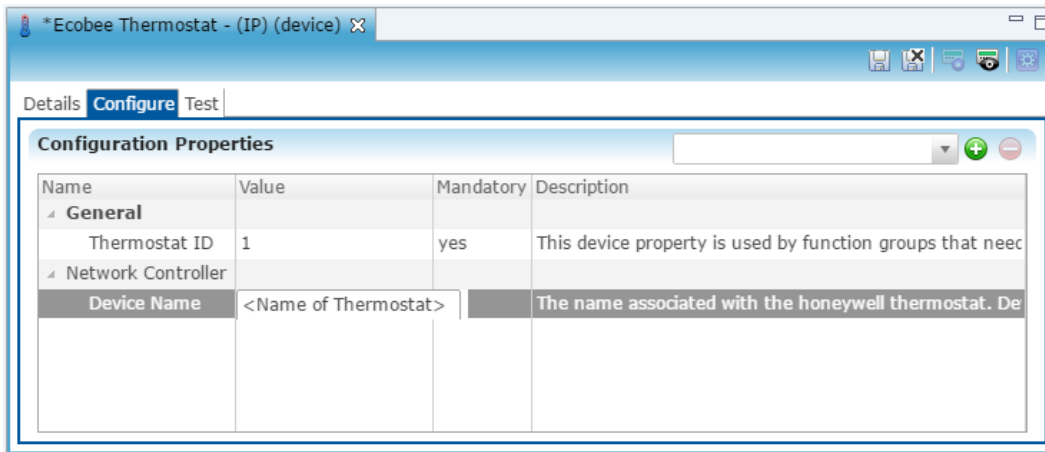 *Ecobee Thermostat - (IP) (device)
Details Configure Test
Configuration Properties
Name Value Mandatory Description
General
Thermostat ID 1 yes This device property is used by function groups that need
Network Controller
Device Name <Name of Thermostat> The name associated with the honeywell thermostat. De